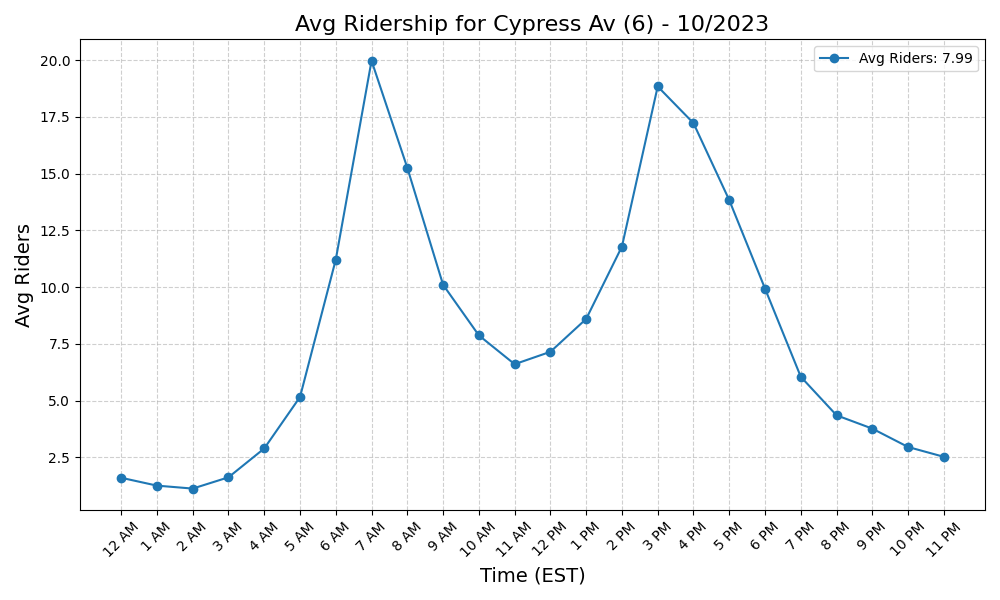 Avg Ridership for Cypress Av (6) - 10/2023
Avg Riders: 7.99
Avg Riders
20.0
17.5
15.0
12.5
10.0
7.5
5.0
2.5
12 AM
1 AM
2 AM
3 AM
4 AM
5 AM
6 AM
7 AM
8 AM
9 AM
10 AM
11 AM
12 PM
1 PM
2 PM
3 PM
4 PM
5 PM
6 PM
7 PM
8 PM
9 PM
10 PM
11 PM
Time (EST)